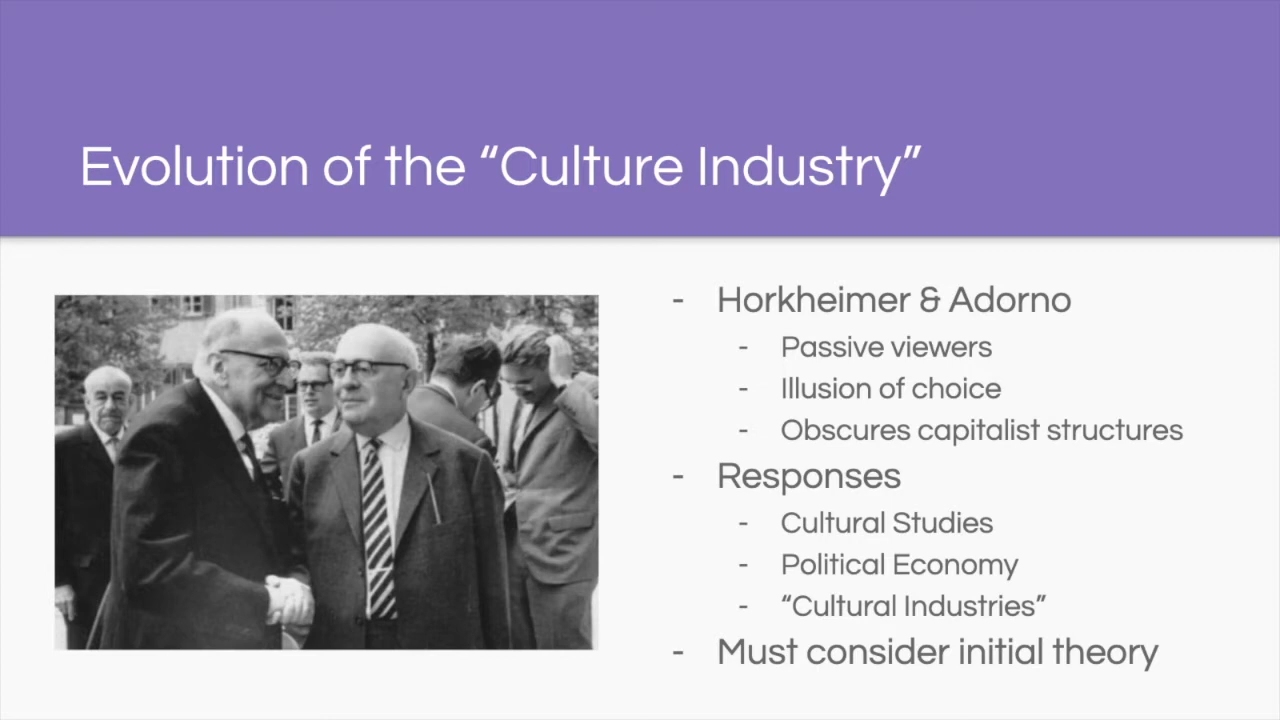 Evolution of the “Culture Industry”
- Horkheimer & Adorno
- Passive viewers
- Illusion of choice
- Obscures capitalist structures
- Responses
- Cultural Studies
- Political Economy
- “Cultural Industries”
- Must consider initial theory